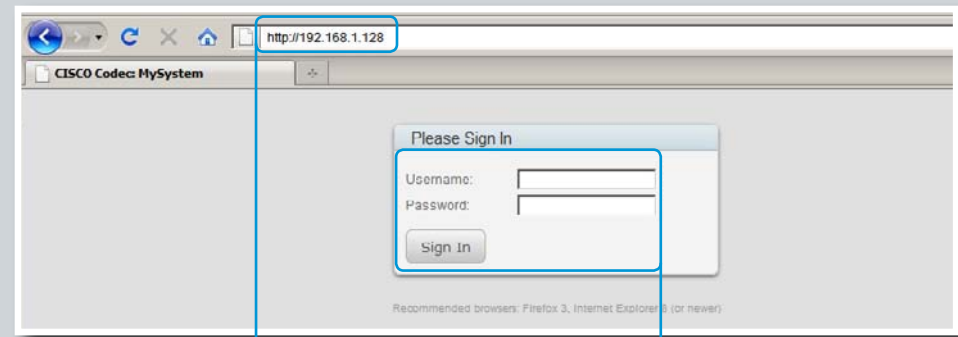 http://192.168.1.128
CISCO Codec: MySystem
Please Sign In
Username:
Password:
Sign In
Recommended browsers: Firefox 3, Internet Explorer (or newer)